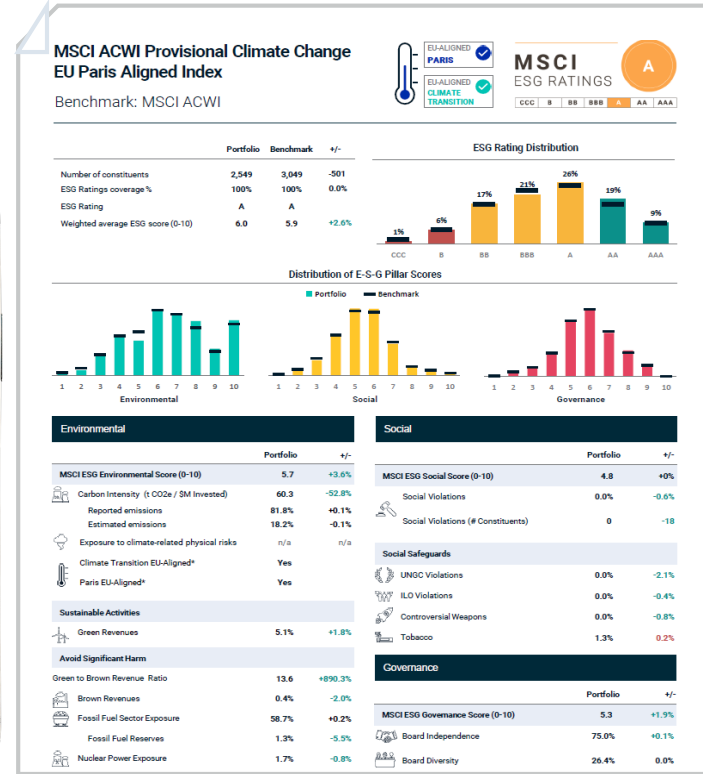 MSCI ACWI Provisional Climate Change
EU Paris Aligned Index
Benchmark: MSCI ACWI
EU-ALIGNED
PARIS
EU-ALIGNED
CLIMATE
TRANSITION
MSCI
ESG RATINGS
A
CCC B BB BBB A AA AAA
Portfolio Benchmark +/-
Number of constituents 2,549 3,049 -501
ESG Ratings coverage % 100% 100% 0.0%
ESG Rating A A
Weighted average ESG score (0-10) 6.0 5.9 +2.6%
ESG Rating Distribution
1% 6% 17% 21% 26% 19% 9%
CCC B BB BBB A AA AAA
Distribution of E-S-G Pillar Scores
Portfolio Benchmark
1 2 3 4 5 6 7 8 9 10
Environmental
1 2 3 4 5 6 7 8 9 10
Social
1 2 3 4 5 6 7 8 9 10
Governance
Environmental
Portfolio +/-
MSCI ESG Environmental Score (0-10) 5.7 +3.6%
Carbon Intensity (t CO2e / $M Invested) 60.3 -52.8%
Reported emissions 81.8% +0.1%
Estimated emissions 18.2% -0.1%
Exposure to climate-related physical risks n/a n/a
Climate Transition EU-Aligned* Yes
Paris EU-Aligned* Yes
Sustainable Activities
Green Revenues 5.1% +1.8%
Avoid Significant Harm
Green to Brown Revenue Ratio 13.6 +890.3%
Brown Revenues 0.4% -2.0%
Fossil Fuel Sector Exposure 58.7% +0.2%
Fossil Fuel Reserves 1.3% -5.5%
Nuclear Power Exposure 1.7% -0.8%
Social
Portfolio +/-
MSCI ESG Social Score (0-10) 4.8 +0%
Social Violations 0.0% -0.6%
Social Violations (# Constituents) 0 -18
Social Safeguards
UNGC Violations 0.0% -2.1%
ILO Violations 0.0% -0.4%
Controversial Weapons 0.0% -0.8%
Tobacco 1.3% 0.2%
Governance
Portfolio +/-
MSCI ESG Governance Score (0-10) 5.3 +1.9%
Board Independence 75.0% +0.1%
Board Diversity 26.4% 0.0%